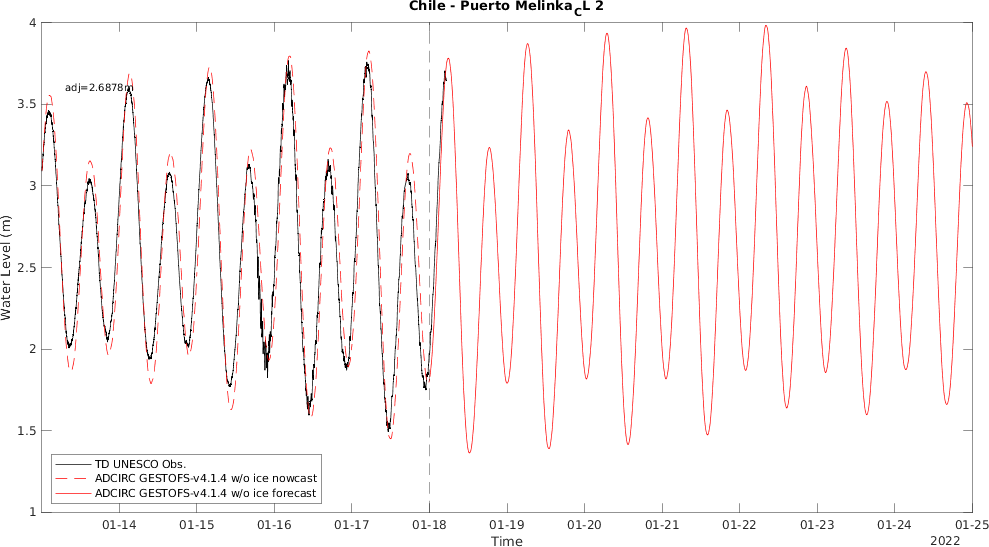 Chile - Puerto Melinka_CL 2
adj=2.6878m
Water Level (m)
4
3.5
3
2.5
2
1.5
1
TD UNESCO Obs.
ADCIRC GESTOFS-v4.1.4 w/o ice nowcast
ADCIRC GESTOFS-v4.1.4 w/o ice forecast
01-14 01-15 01-16 01-17 01-18 01-19 01-20 01-21 01-22 01-23 01-24 01-25
Time
2022